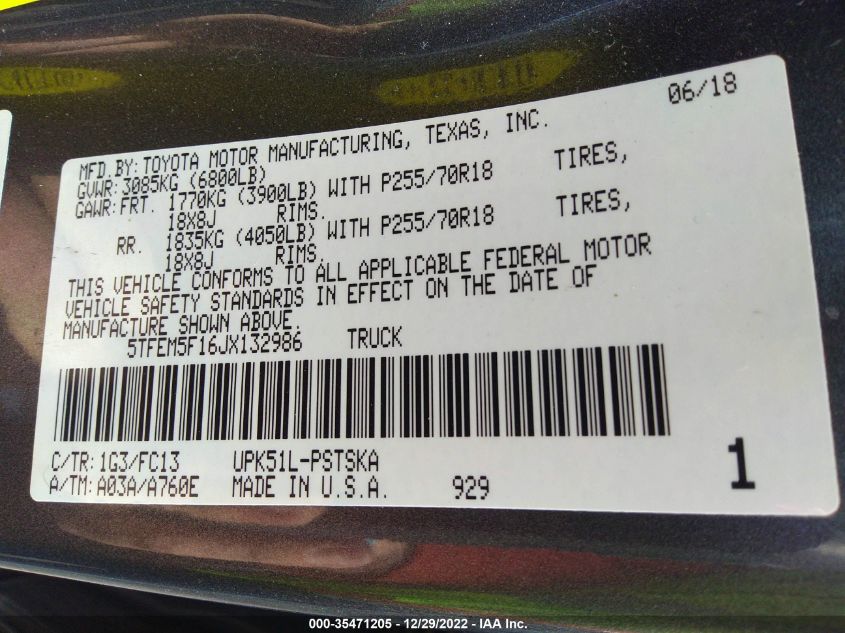 06/18
MFD.BY: TOYOTA MOTOR MANUFACTURING, TEXAS, INC.
GVWR: 3085KG (6800LB)
GAWR: FRT. 1770KG (3900LB) WITH P255/70R18 TIRES,
18X8J RIMS.
RR. 1835KG (4050LB) WITH P255/70R18 TIRES,
18X8J RIMS.
THIS VEHICLE CONFORMS TO ALL APPLICABLE FEDERAL MOTOR
VEHICLE SAFETY STANDARDS IN EFFECT ON THE DATE OF
MANUFACTURE SHOWN ABOVE.
5TFEM5F16JX132986 TRUCK
C/TR: 1G3/FC13 UPK51L-PSTSKA
A/TM: A03A/A760E MADE IN U.S.A. 929
1
000-35471205 - 12/29/2022 - IAA Inc.